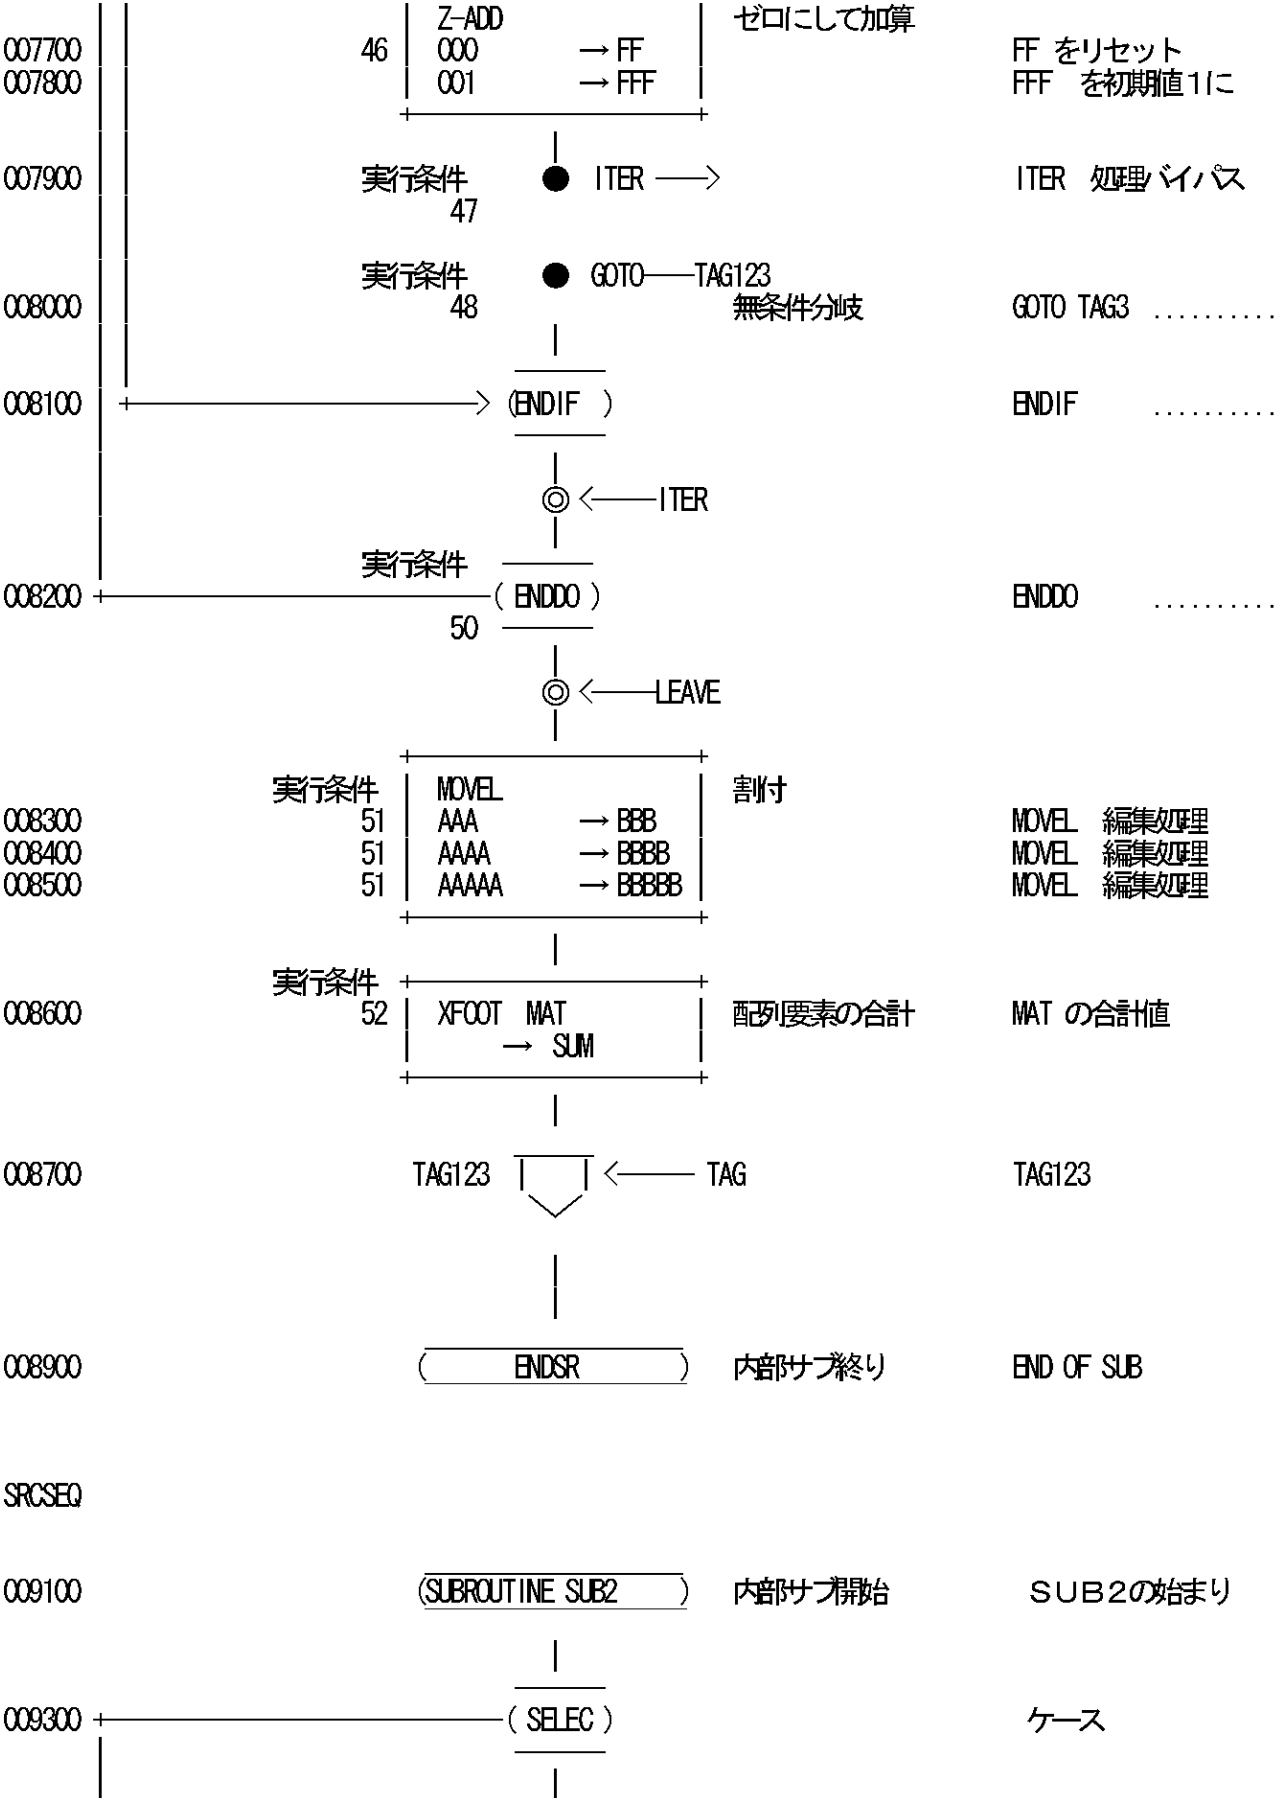 Z-ADD ゼロにして加算
007700 46 000 → FF FF をリセット
007800 001 → FFF FFF を初期値1に
007900 実行条件 ● ITER → ITER 処理バイパス
47
実行条件 ● GOTO――TAG123
008000 48 無条件分岐 GOTO TAG3 ..........
008100 (ENDIF ) ENDIF ..........
◎ ← ITER
実行条件
008200 ( ENDDO ) ENDDO ..........
50
◎ ← LEAVE
実行条件 MOVEL 割付
008300 51 AAA → BBB MOVEL 編集処理
008400 51 AAAA → BBBB MOVEL 編集処理
008500 51 AAAAA → BBBBB MOVEL 編集処理
実行条件
008600 52 XFOOT MAT 配列要素の合計 MAT の合計値
→ SUM
008700 TAG123 ← TAG TAG123
008900 ( ENDSR ) 内部サブ終り END OF SUB
SRCSEQ
009100 (SUBROUTINE SUB2 ) 内部サブ開始 SUB2の始まり
009300 ( SELEC ) ケース